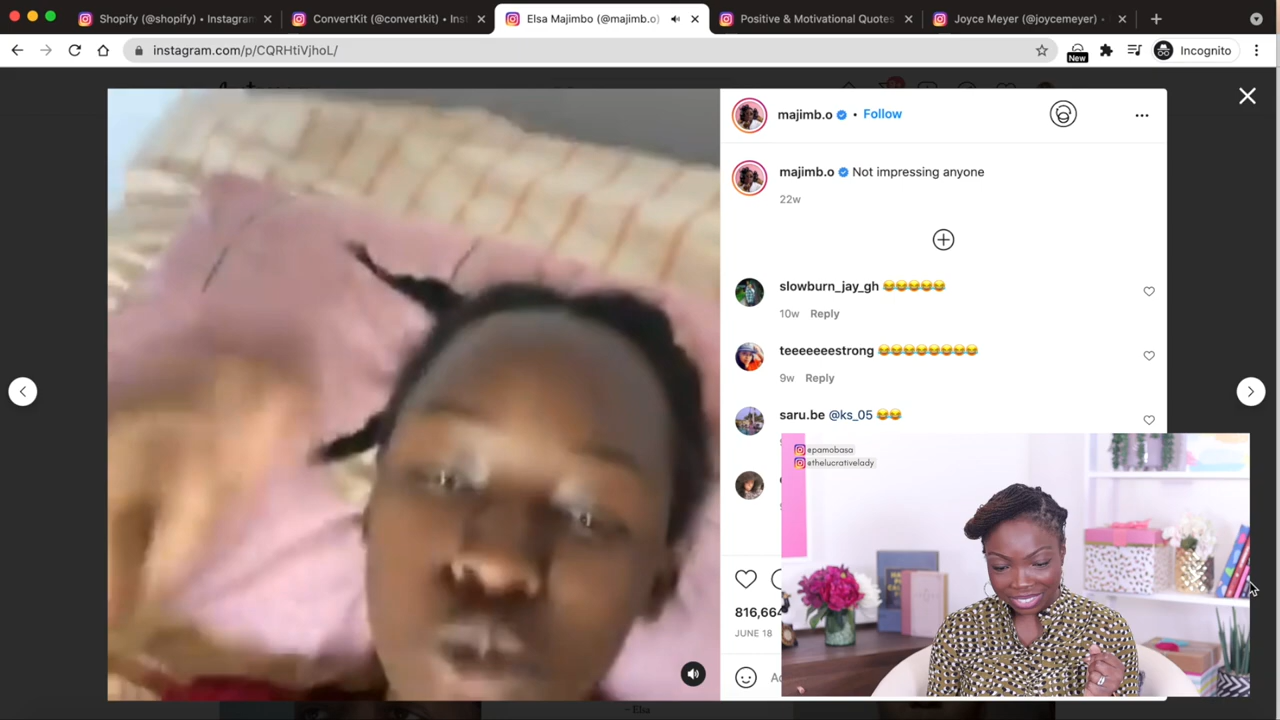 Shopify (@shopify) • Instagram
ConvertKit (@convertkit) • Inst
Elsa Majimbo (@majimb.o)
Positive & Motivational Quotes
Joyce Meyer (@joycemeyer) •
instagram.com/p/CQRHtiVjhoL/
New
Incognito
majimb.o • Follow
majimb.o Not impressing anyone
22w
slowburn_jay_gh 😂😂😂😂😂
10w Reply
teeeeeeestrong 😂😂😂😂😂😂😂😂
9w Reply
saru.be @ks_05 😂😂
@pamobasa
@thelucrativelady
816,664
JUNE 18
~ Elsa